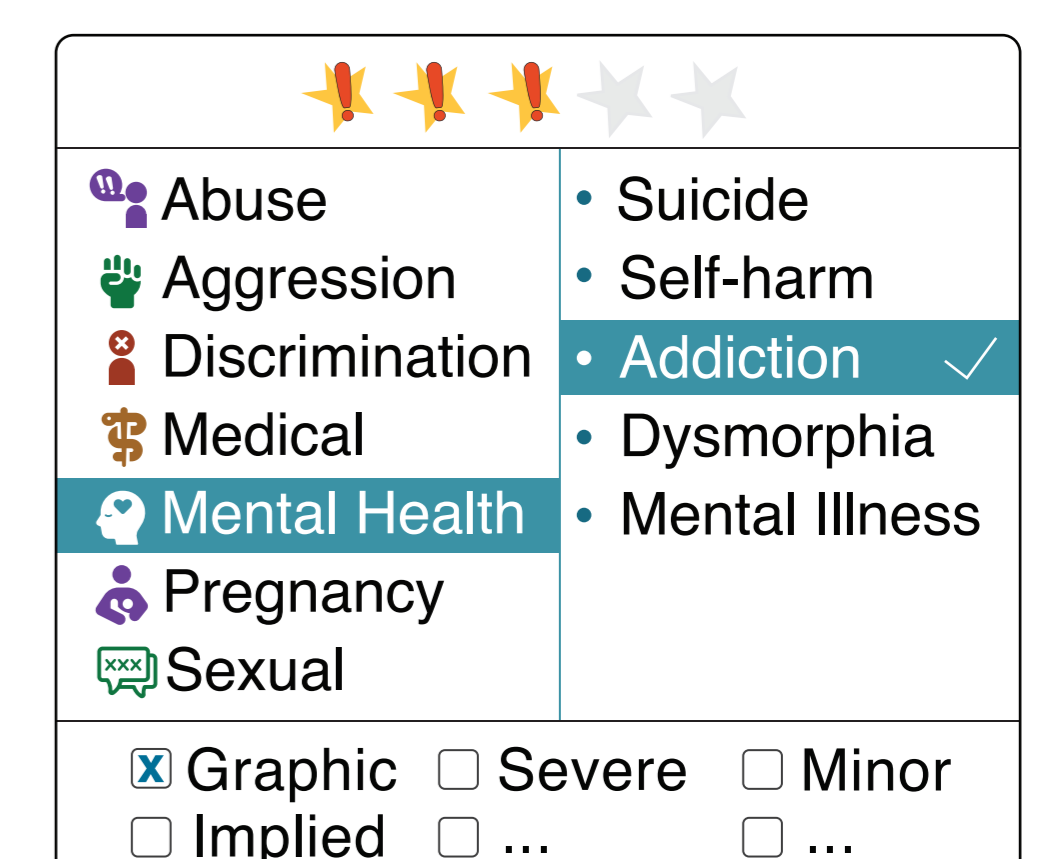 Abuse
Aggression
Discrimination
Medical
Mental Health
Pregnancy
xxx Sexual
• Suicide
• Self-harm
• Addiction
• Dysmorphia
• Mental Illness
x Graphic
Severe
Minor
Implied
...
...